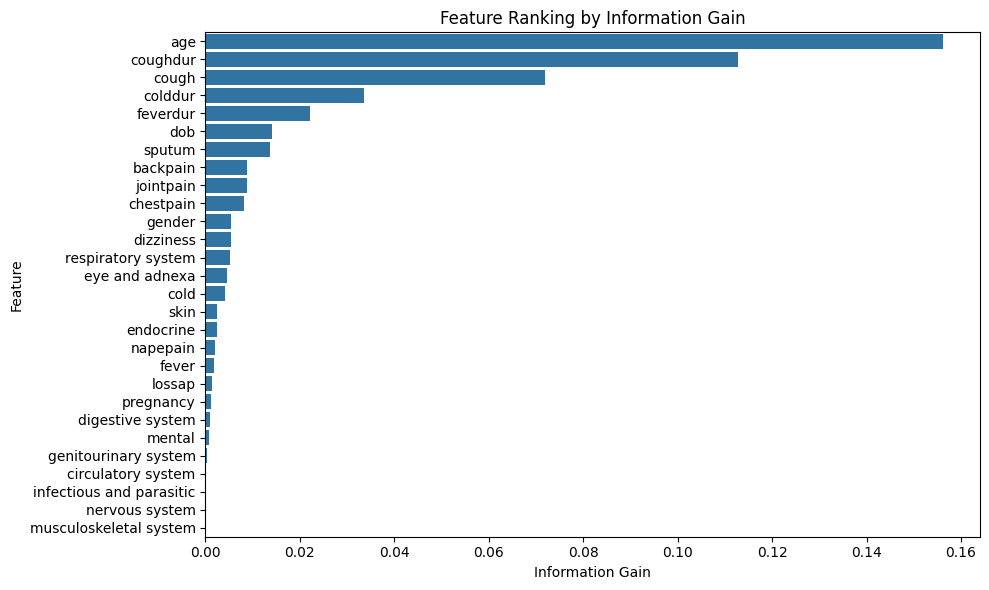 Feature Ranking by Information Gain
Feature
age
coughdur
cough
colddur
feverdur
dob
sputum
backpain
jointpain
chestpain
gender
dizziness
respiratory system
eye and adnexa
cold
skin
endocrine
napepain
fever
lossap
pregnancy
digestive system
mental
genitourinary system
circulatory system
infectious and parasitic
nervous system
musculoskeletal system
0.00 0.02 0.04 0.06 0.08 0.10 0.12 0.14 0.16
Information Gain